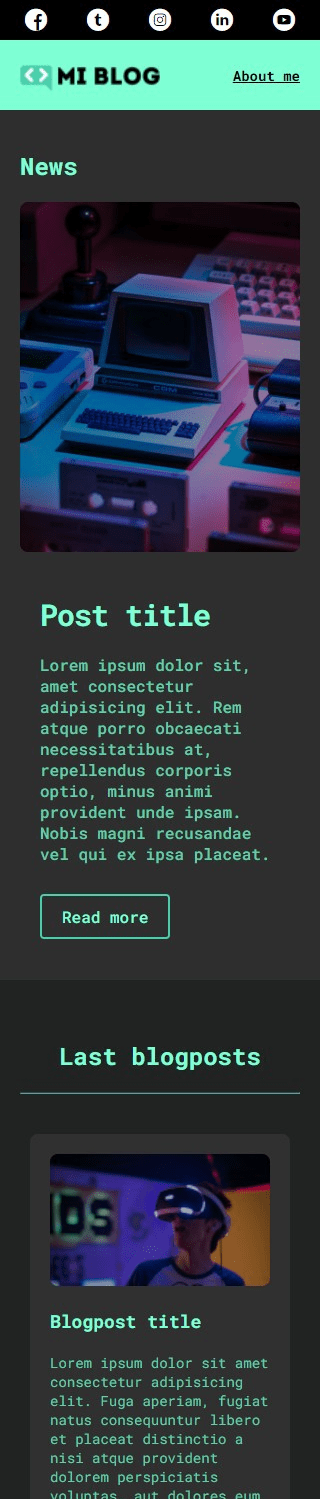 MI BLOG
About me
News
CBM
Post title
Lorem ipsum dolor sit,
amet consectetur
adipisicing elit. Rem
atque porro obcaecati
necessitatibus at,
repellendus corporis
optio, minus animi
provident unde ipsam.
Nobis magni recusandae
vel qui ex ipsa placeat.
Read more
Last blogposts
Blogpost title
Lorem ipsum dolor sit amet
consectetur adipisicing
elit. Fuga aperiam, fugiat
natus consequuntur libero
et placeat distinctio a
nisi atque provident
dolorem perspiciatis
voluptas, aut dolores eum